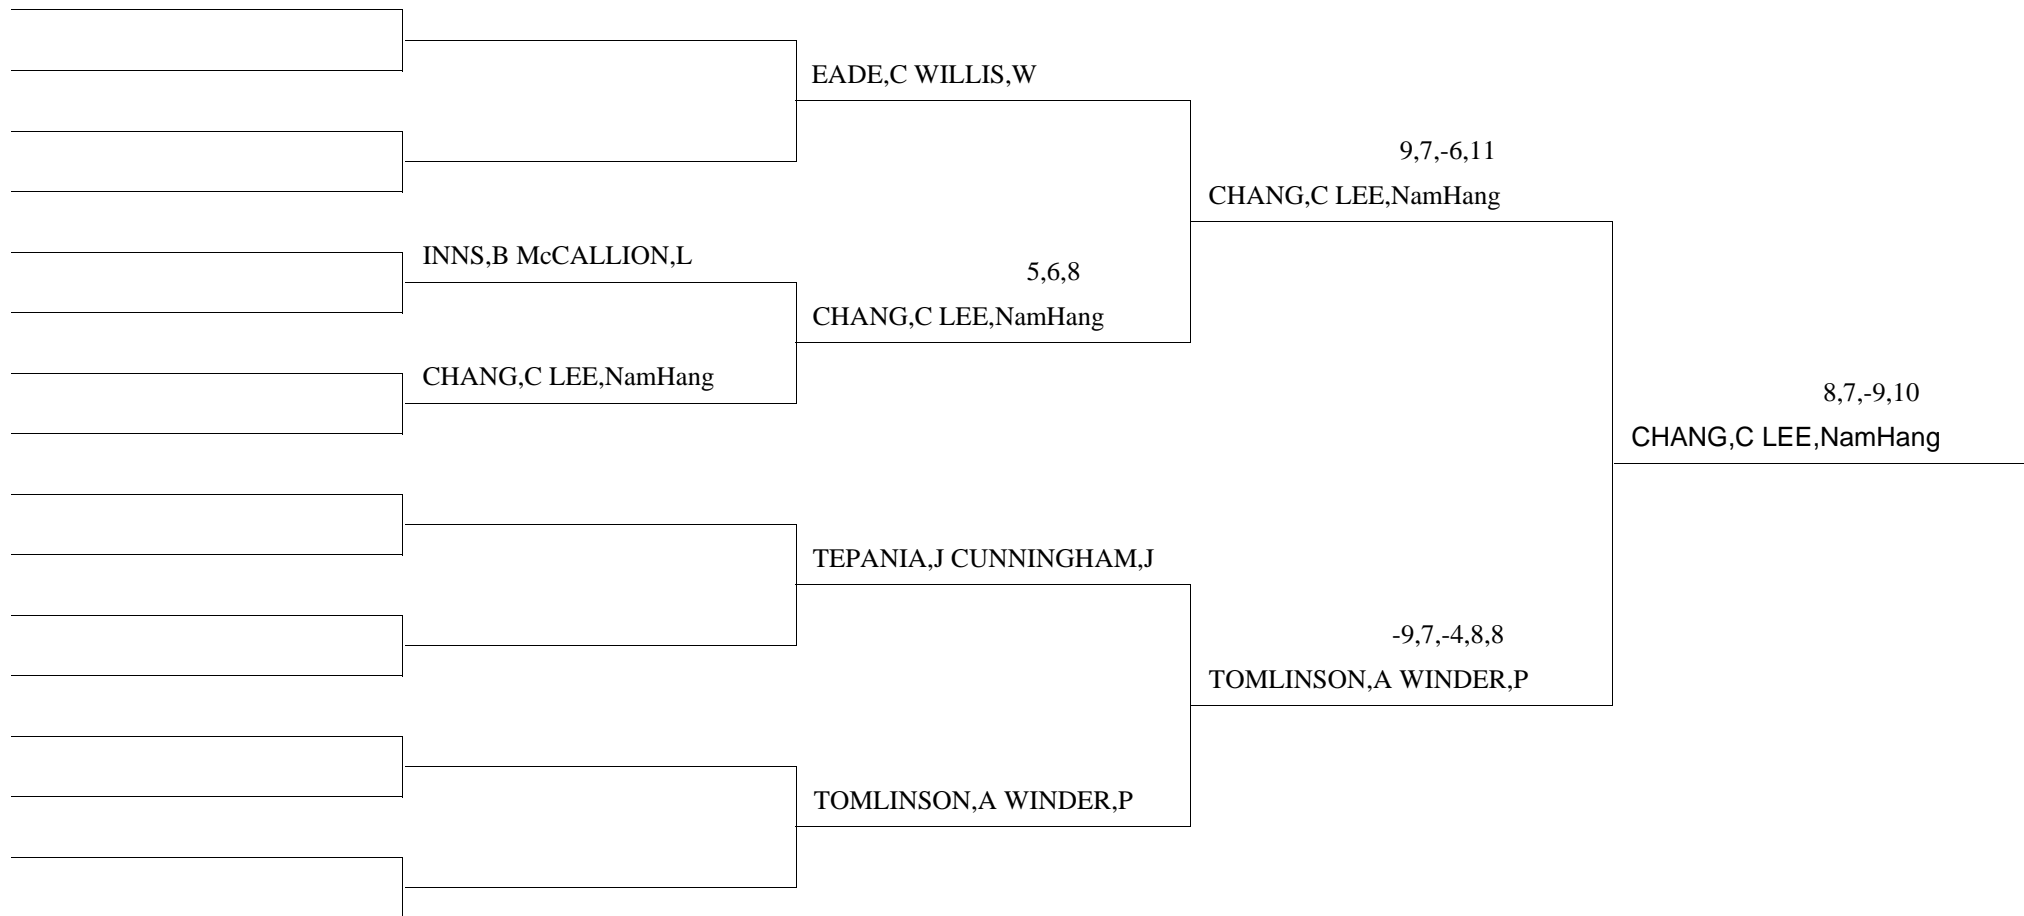 EADE,C WILLIS,W
9,7,-6,11
CHANG,C LEE,NamHang
INNS,B McCALLION,L
5,6,8
CHANG,C LEE,NamHang
CHANG,C LEE,NamHang
8,7,-9,10
CHANG,C LEE,NamHang
TEPANIA,J CUNNINGHAM,J
-9,7,-4,8,8
TOMLINSON,A WINDER,P
TOMLINSON,A WINDER,P